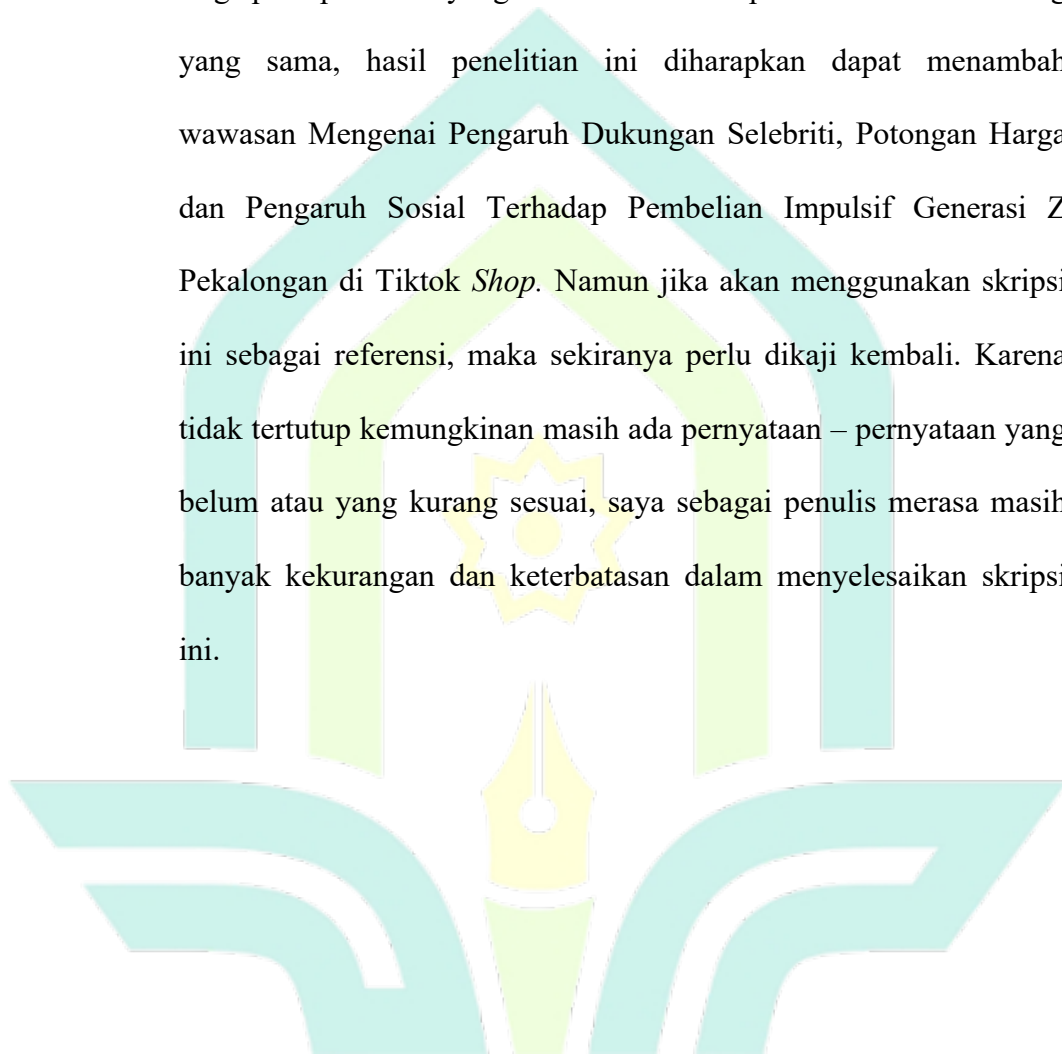 yang sama, hasil penelitian ini diharapkan dapat menambah
wawasan Mengenai Pengaruh Dukungan Selebriti, Potongan Harga
dan Pengaruh Sosial Terhadap Pembelian Impulsif Generasi Z
Pekalongan di Tiktok Shop. Namun jika akan menggunakan skripsi
ini sebagai referensi, maka sekiranya perlu dikaji kembali. Karena
tidak tertutup kemungkinan masih ada pernyataan – pernyataan yang
belum atau yang kurang sesuai, saya sebagai penulis merasa masih
banyak kekurangan dan keterbatasan dalam menyelesaikan skripsi
ini.